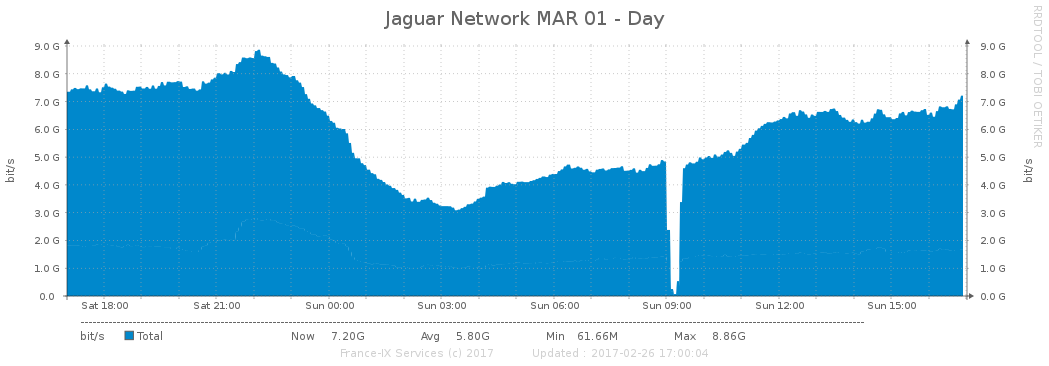 Jaguar Network MAR 01 - Day
RRDTOOL / TOBI OETIKER
9.0 G 9.0 G
8.0 G 8.0 G
7.0 G 7.0 G
6.0 G 6.0 G
5.0 G 5.0 G
bit/s bit/s
4.0 G 4.0 G
3.0 G 3.0 G
2.0 G 2.0 G
1.0 G 1.0 G
0.0 0.0 G
Sat 18:00 Sat 21:00 Sun 00:00 Sun 03:00 Sun 06:00 Sun 09:00 Sun 12:00 Sun 15:00
bit/s Total Now 7.20G Avg 5.80G Min 61.66M Max 8.86G
France-IX Services (c) 2017 Updated : 2017-02-26 17:00:04